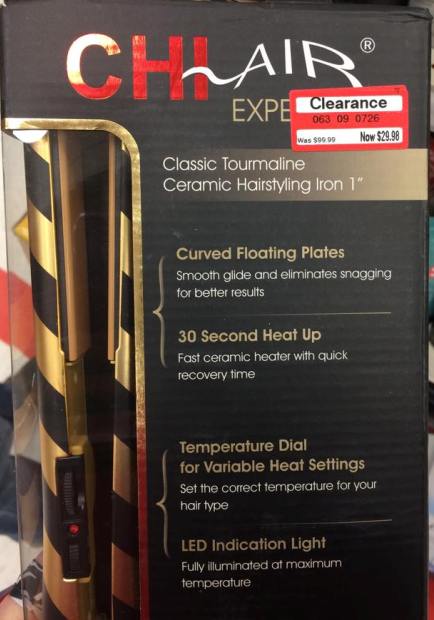 CHI AIR®
EXPE
Clearance
063 09 0726
Was $99.99 Now $29.98
Classic Tourmaline
Ceramic Hairstyling Iron 1”
Curved Floating Plates
Smooth glide and eliminates snagging
for better results
30 Second Heat Up
Fast ceramic heater with quick
recovery time
Temperature Dial
for Variable Heat Settings
Set the correct temperature for your
hair type
LED Indication Light
Fully illuminated at maximum
temperature